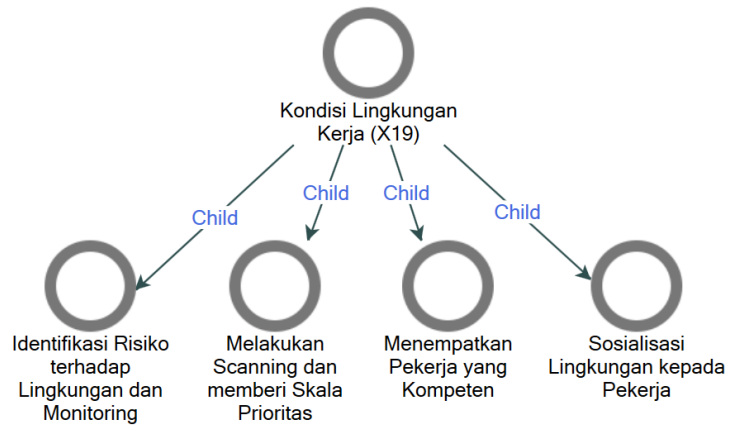 Kondisi Lingkungan
Kerja (X19)
Child
Child
Child
Child
Identifikasi Risiko
terhadap
Lingkungan dan
Monitoring
Melakukan
Scanning dan
memberi Skala
Prioritas
Menempatkan
Pekerja yang
Kompeten
Sosialisasi
Lingkungan kepada
Pekerja